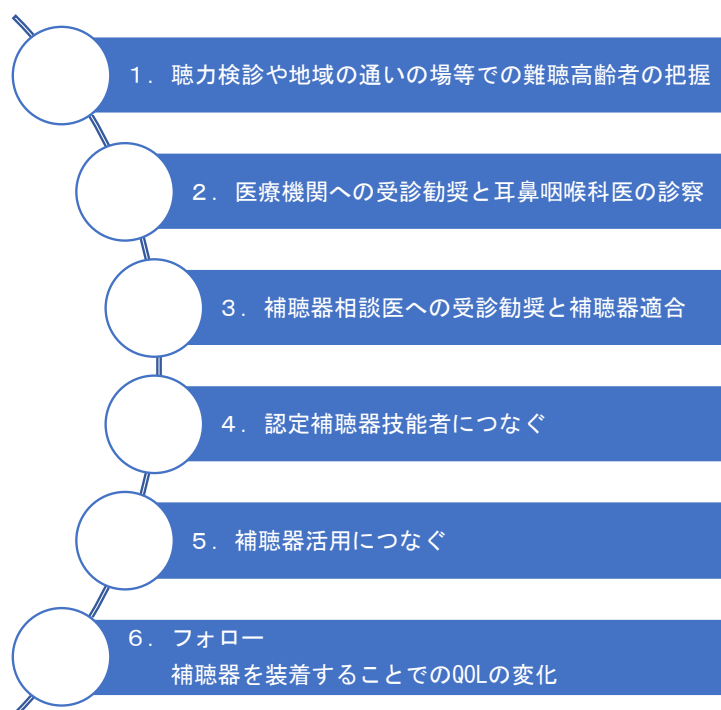 １．聴力検診や地域の通いの場等での難聴高齢者の把握
２．医療機関への受診勧奨と耳鼻咽喉科医の診察
３．補聴器相談医への受診勧奨と補聴器適合
４．認定補聴器技能者につなぐ
５．補聴器活用につなぐ
６．フォロー
補聴器を装着することでのQOLの変化